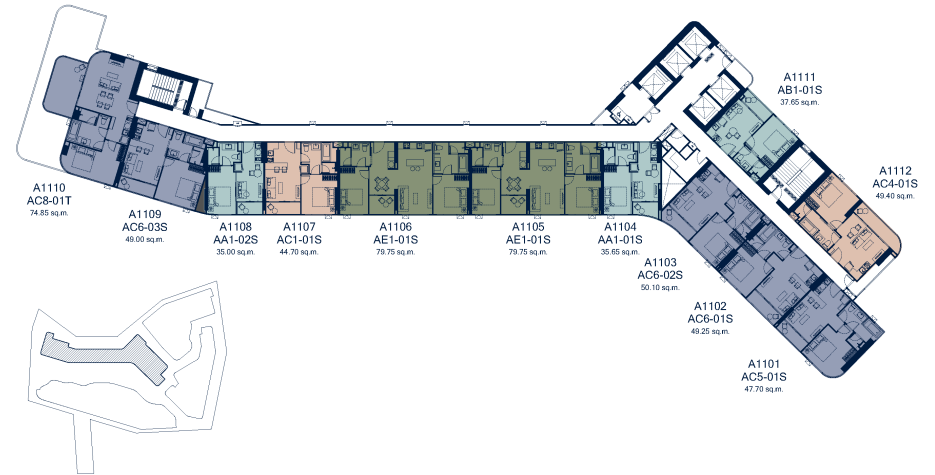 A1111
AB1-01S
37.65 sq.m.
A1112
AC4-01S
49.40 sq.m.
A1110
AC8-01T
74.85 sq.m.
A1109
AC6-03S
49.00 sq.m.
A1108
AA1-02S
35.00 sq.m.
A1107
AC1-01S
44.70 sq.m.
A1106
AE1-01S
79.75 sq.m.
A1105
AE1-01S
79.75 sq.m.
A1104
AA1-01S
35.65 sq.m.
A1103
AC6-02S
50.10 sq.m.
A1102
AC6-01S
49.25 sq.m.
A1101
AC5-01S
47.70 sq.m.